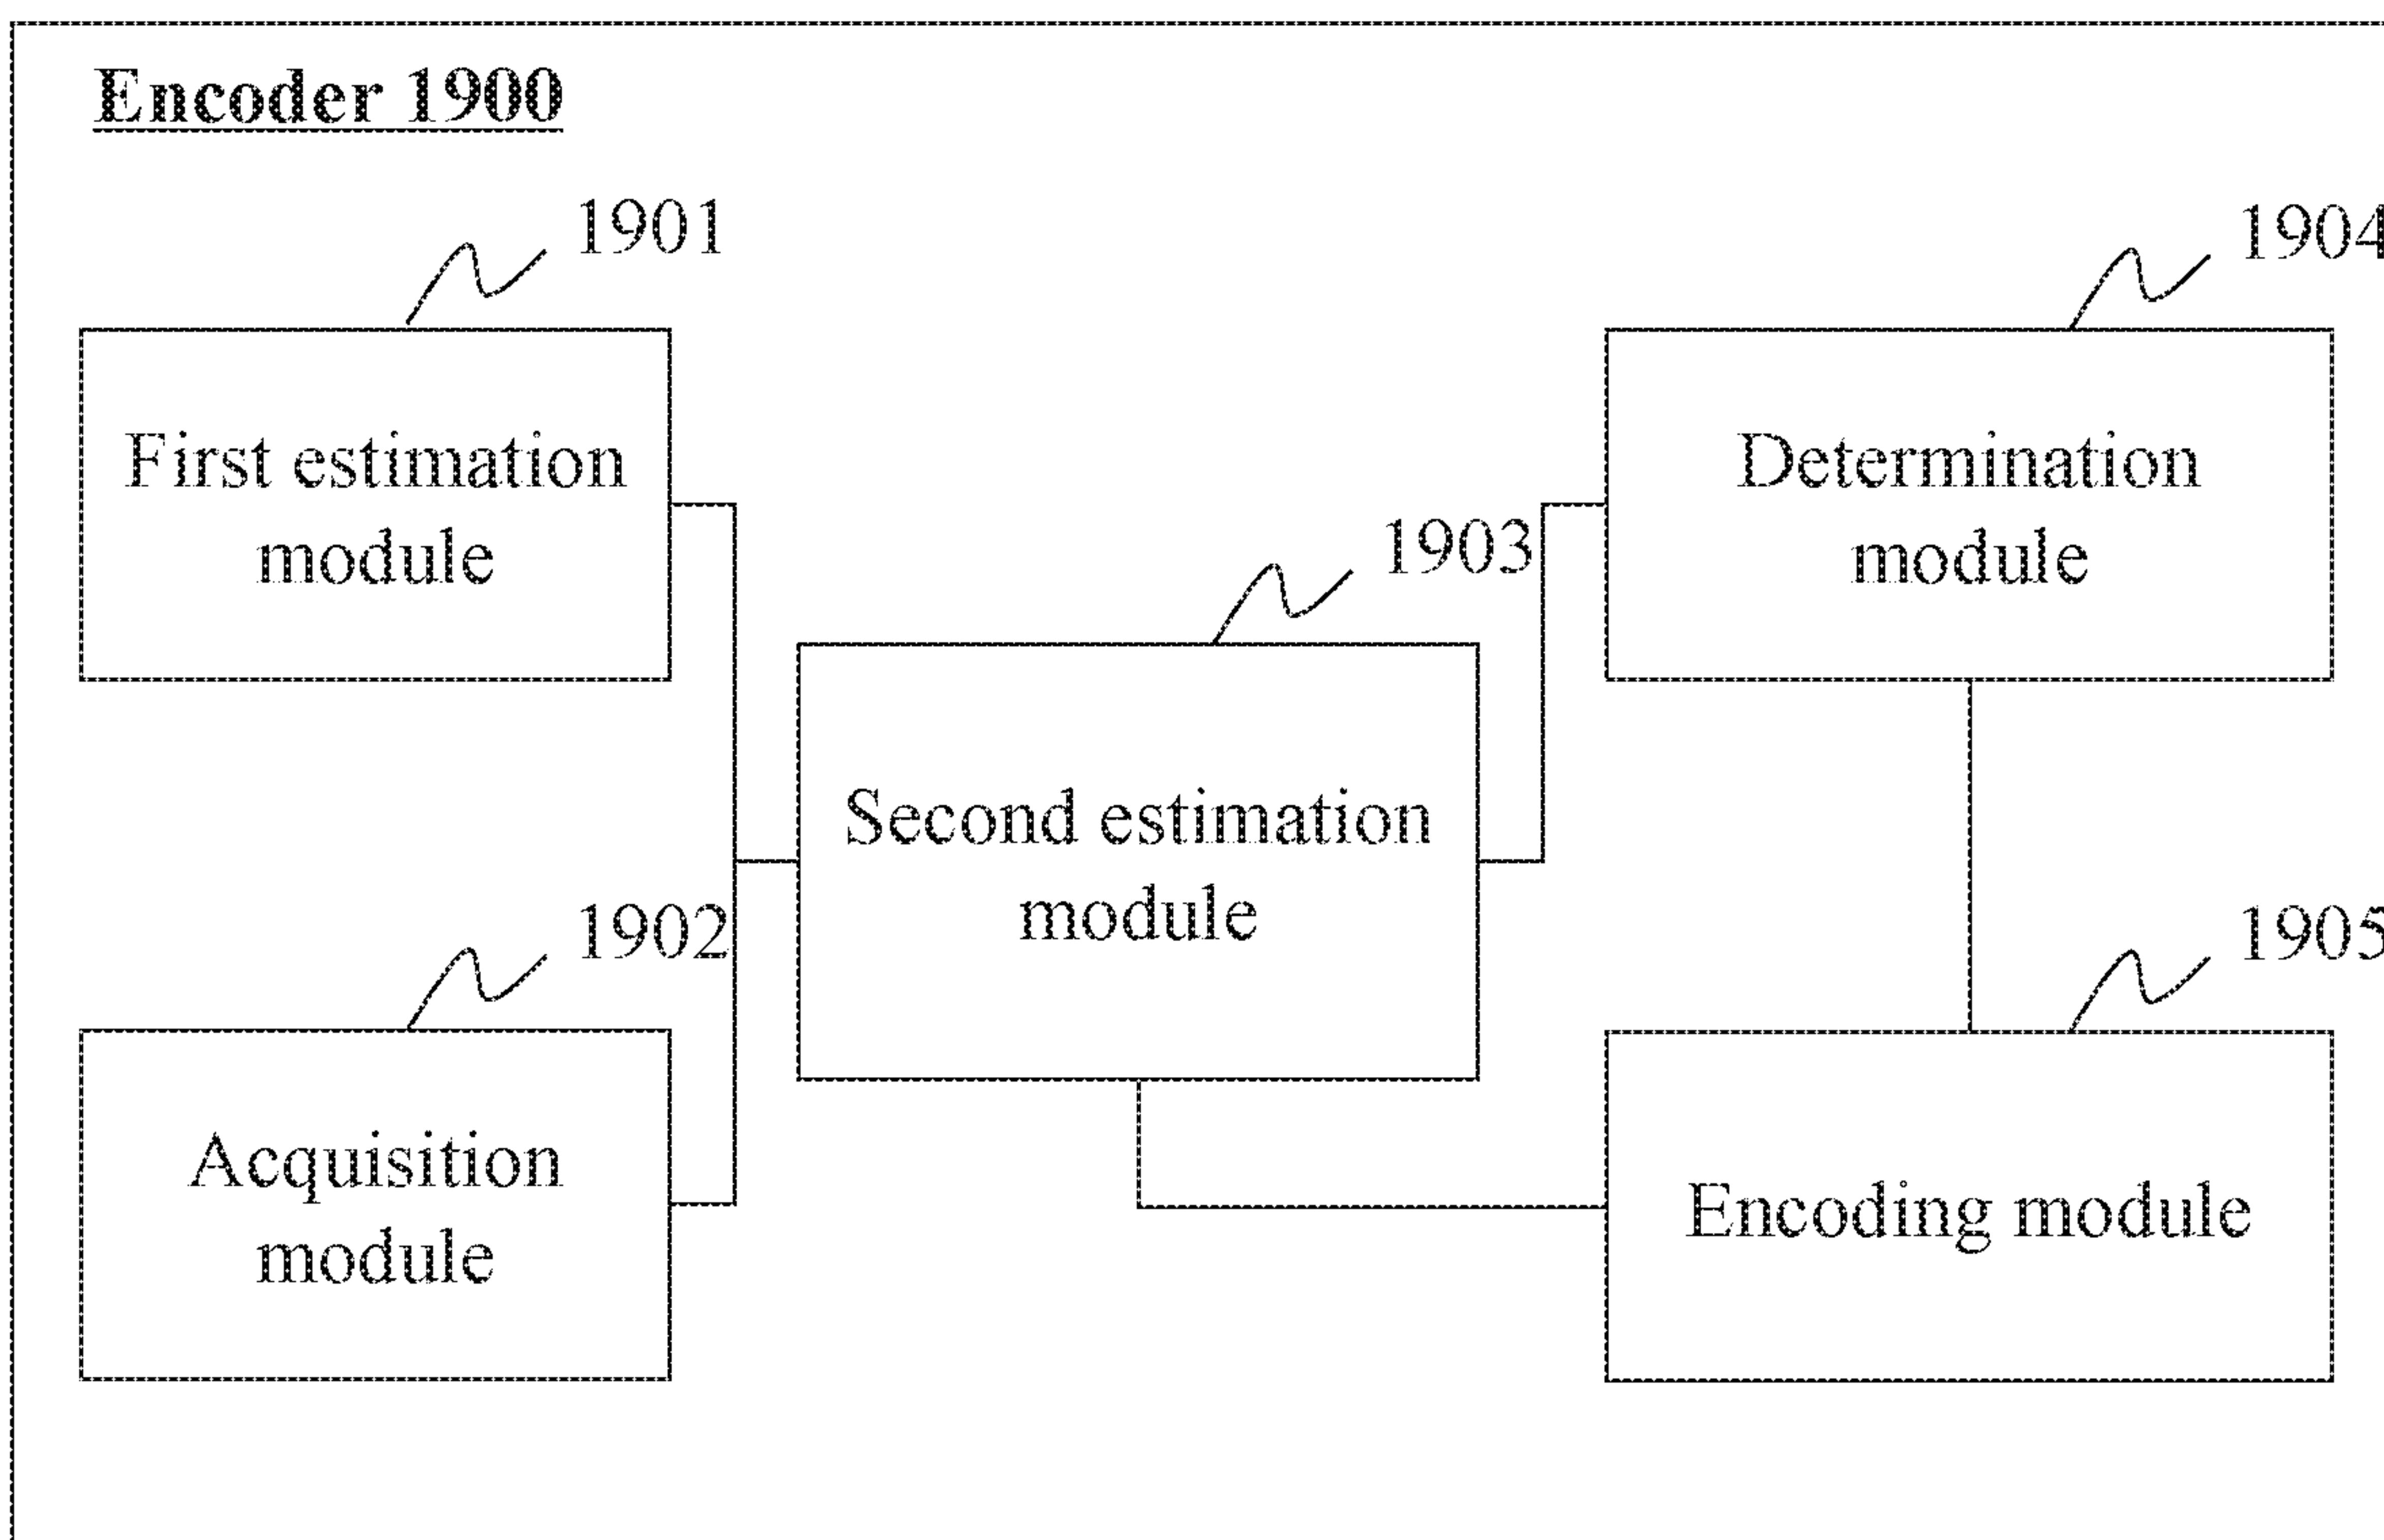 Encoder 1900
1901
First estimation
module
1904
Determination
module
1903
Second estimation
module
1902
Acquisition
module
1905
Encoding module